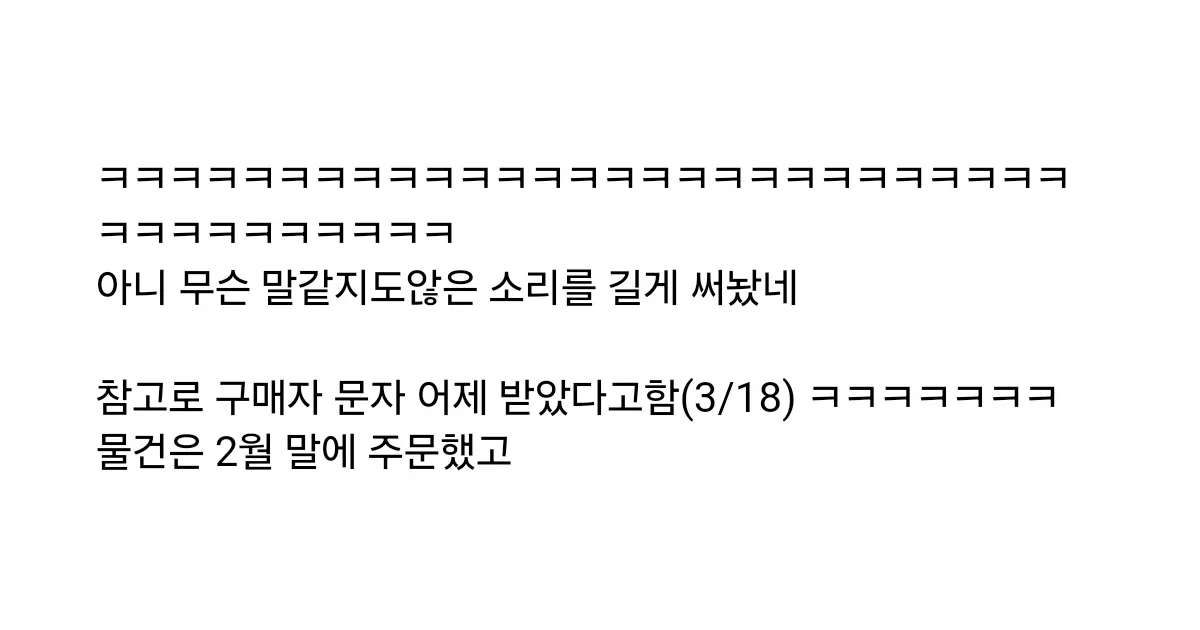 ㅋㅋㅋㅋㅋㅋㅋㅋㅋㅋㅋㅋㅋㅋㅋㅋㅋㅋㅋㅋㅋㅋㅋㅋㅋㅋㅋ
ㅋㅋㅋㅋㅋㅋㅋㅋㅋㅋ
아니 무슨 말같지도않은 소리를 길게 써놨네
참고로 구매자 문자 어제 받았다고함(3/18) ㅋㅋㅋㅋㅋㅋㅋ
물건은 2월 말에 주문했고